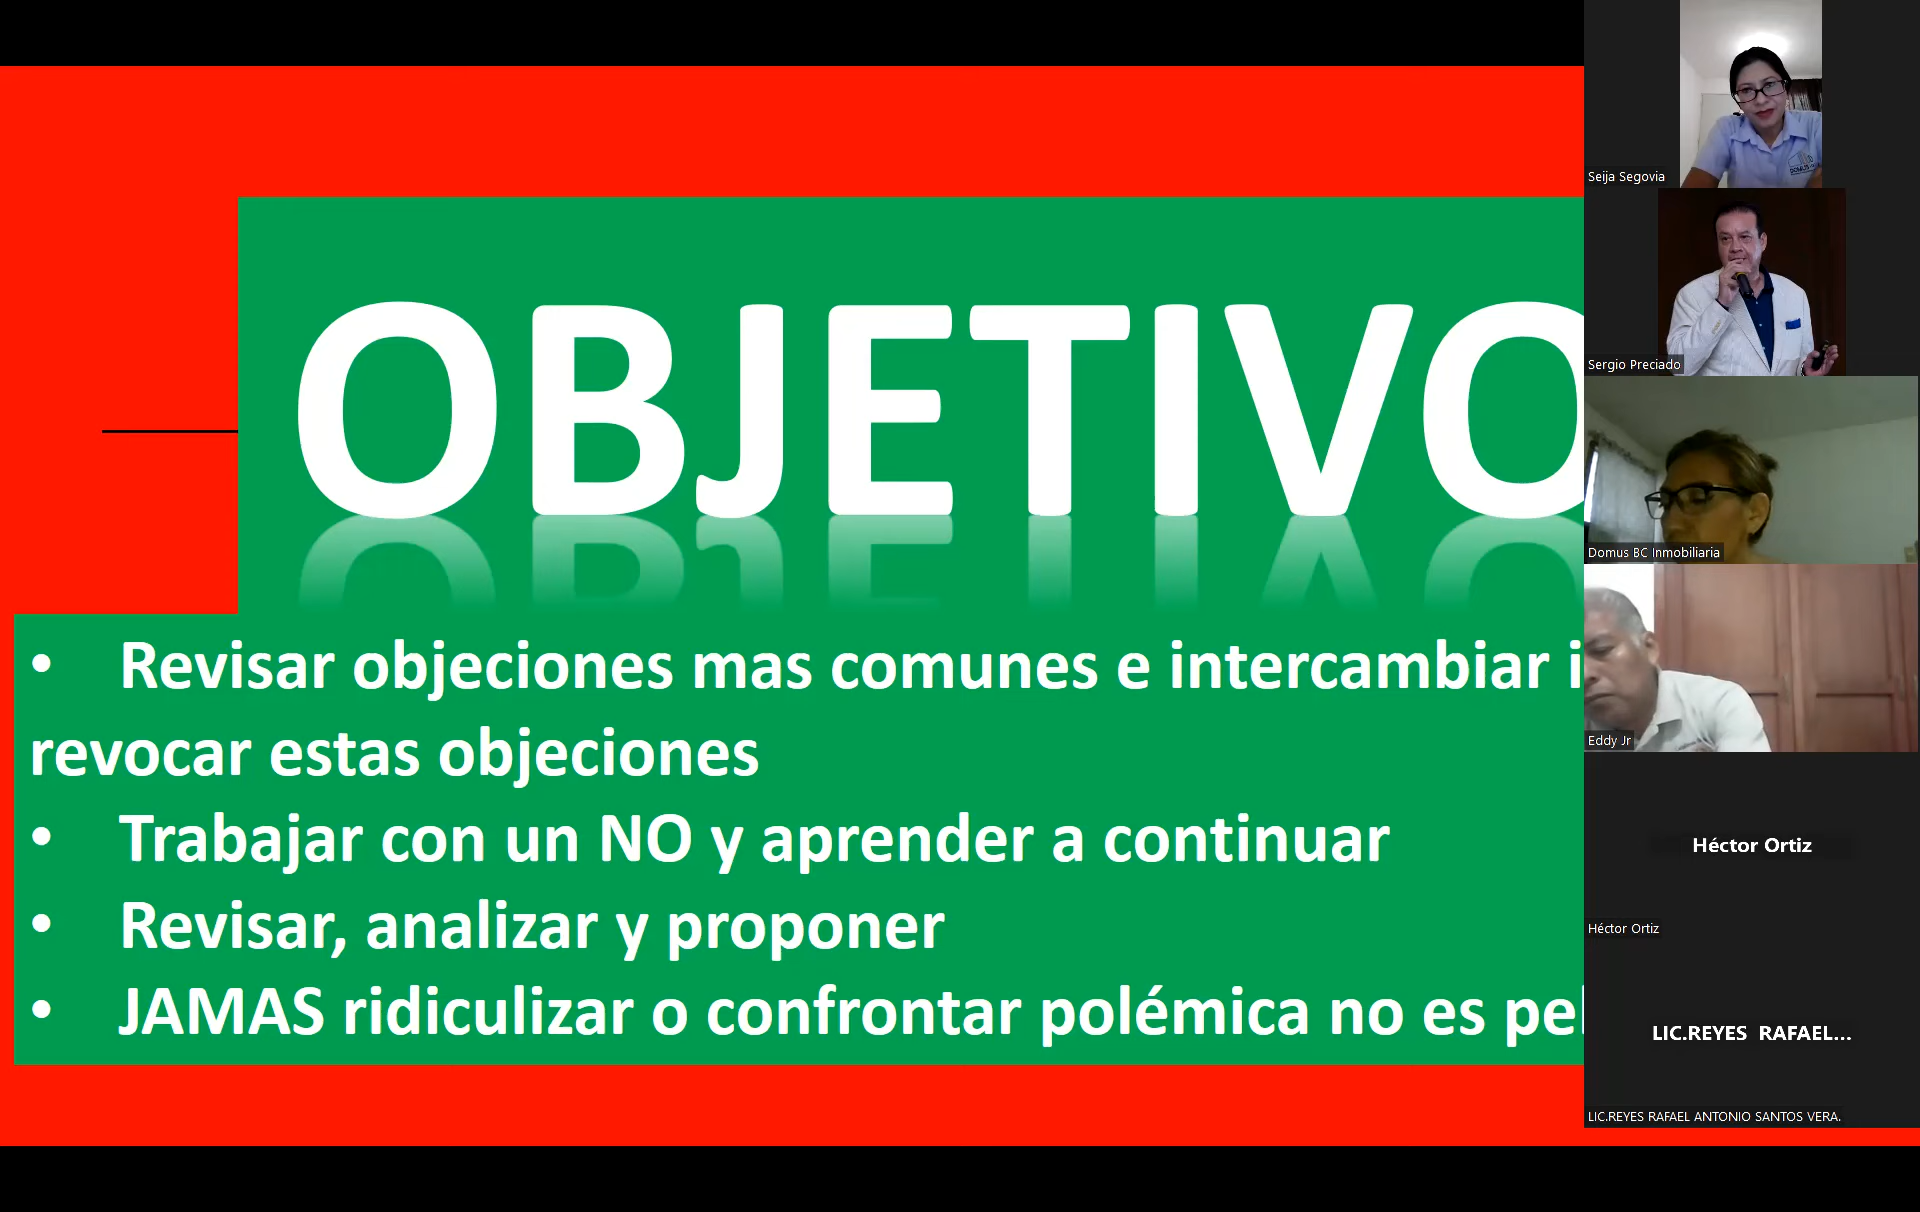 OBJETIVO
• Revisar objeciones mas comunes e intercambiar
revocar estas objeciones
• Trabajar con un NO y aprender a continuar
• Revisar, analizar y proponer
• JAMAS ridiculizar o confrontar polémica no es
Seija Segovia
Sergio Preciado
Domus BC Inmobiliaria
Eddy Jr
Héctor Ortiz
Héctor Ortiz
LIC.REYES RAFAEL...
LIC.REYES RAFAEL ANTONIO SANTOS VERA.